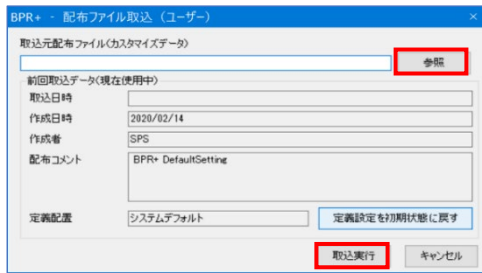 BPR+ - 配布ファイル取込（ユーザー）
取込元配布ファイル(カスタマイズデータ)
参照
前回取込データ(現在使用中)
取込日時
作成日時 2020/02/14
作成者 SPS
配布コメント BPR+ DefaultSetting
定義配置 システムデフォルト 定義設定を初期状態に戻す
取込実行 キャンセル